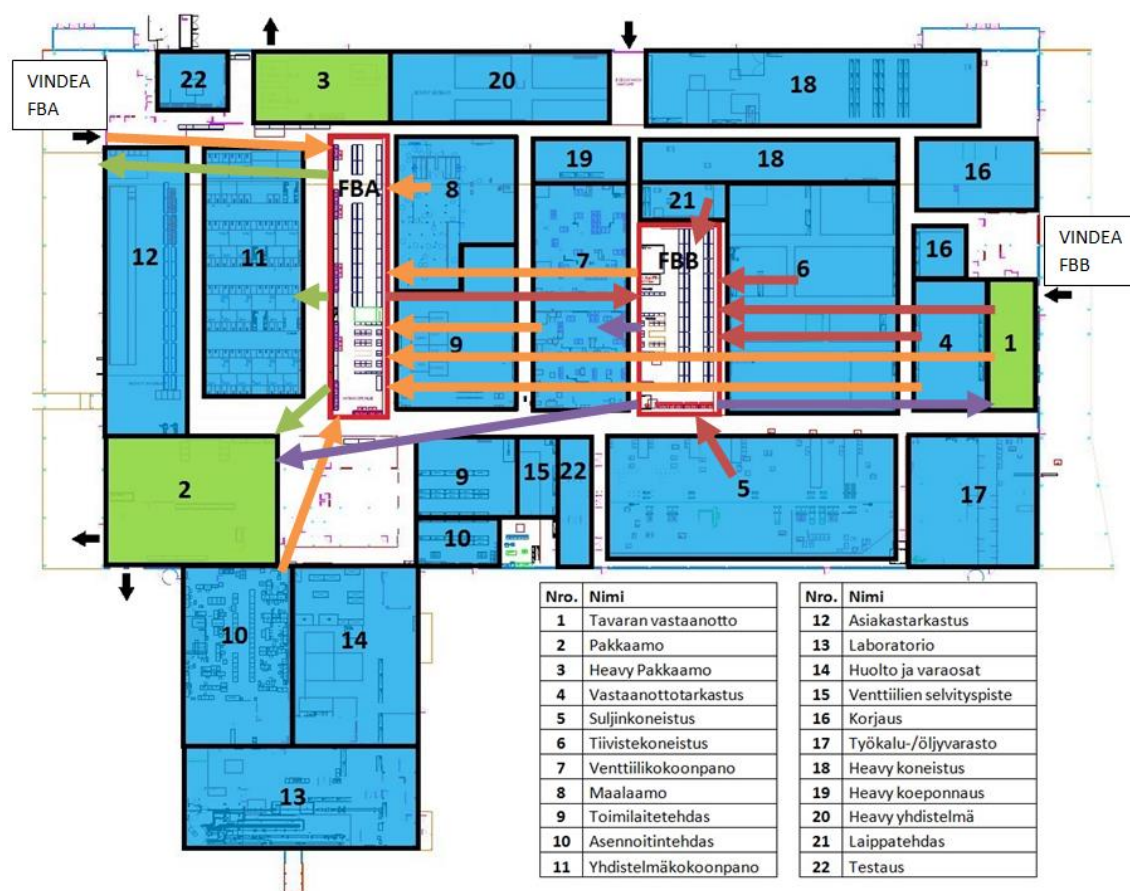 VINDEA
FBA
22
3
20
18
FBA
8
19
18
16
12
11
7
21
FBB
6
16
VINDEA
FBB
9
4
1
2
9
15
22
5
17
10
10
14
13
Nro. Nimi
1 Tavaran vastaanotto
2 Pakkaamo
3 Heavy Pakkaamo
4 Vastaanottotarkastus
5 Suljinkoneistus
6 Tiivistekoneistus
7 Venttiilikokoonpano
8 Maalaamo
9 Toimilaitetehdas
10 Asennoitintehdas
11 Yhdistelmäkokoonpano
Nro. Nimi
12 Asiakastarkastus
13 Laboratorio
14 Huolto ja varaosat
15 Venttiilien selvityspiste
16 Korjaus
17 Työkalu-/öljyvarasto
18 Heavy koneistus
19 Heavy koeponnaus
20 Heavy yhdistelmä
21 Laippatehdas
22 Testaus